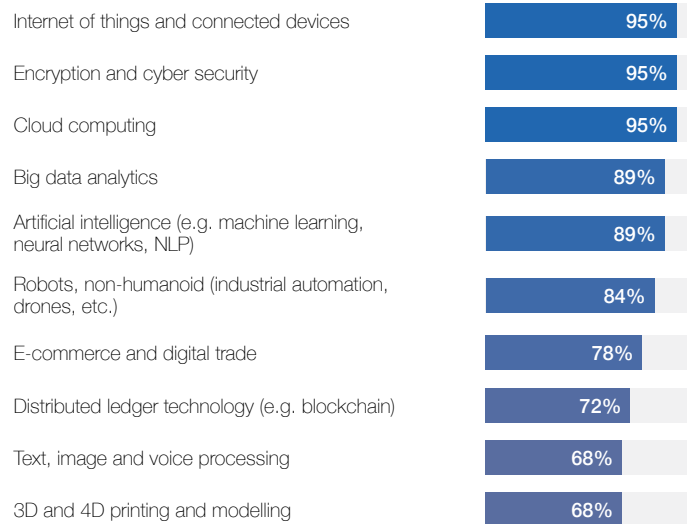 Internet of things and connected devices 95%
Encryption and cyber security 95%
Cloud computing 95%
Big data analytics 89%
Artificial intelligence (e.g. machine learning,
neural networks, NLP) 89%
Robots, non-humanoid (industrial automation,
drones, etc.) 84%
E-commerce and digital trade 78%
Distributed ledger technology (e.g. blockchain) 72%
Text, image and voice processing 68%
3D and 4D printing and modelling 68%